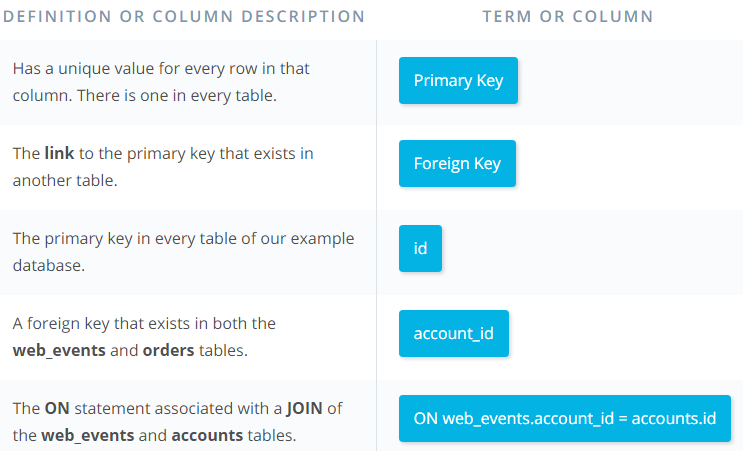 DEFINITION OR COLUMN DESCRIPTION
TERM OR COLUMN
Has a unique value for every row in that
column. There is one in every table.
Primary Key
The link to the primary key that exists in
another table.
Foreign Key
The primary key in every table of our example
database.
id
A foreign key that exists in both the
web_events and orders tables.
account_id
The ON statement associated with a JOIN of
the web_events and accounts tables.
ON web_events.account_id = accounts.id